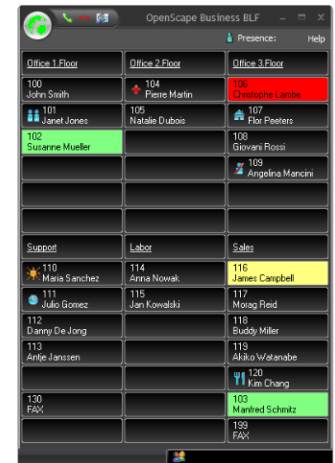 OpenScape Business BLF
Presence: Help
Office 1.Floor Office 2.Floor Office 3.Floor
100 104 106
John Smith Pierre Martin Christophe Lambe
101 105 107
Janet Jones Natalie Dubois Flor Peeters
102 108
Susanne Mueller Giovani Rossi
109
Angelina Mancini
Support Labor Sales
110 114 116
Maria Sanchez Anna Nowak James Campbell
111 115 117
Julio Gomez Jan Kowalski Morag Reid
112 118
Danny De Jong Buddy Miller
113 119
Antje Janssen Akiko Watanabe
120
Kim Chang
130 103
FAX Manfred Schmitz
199
FAX